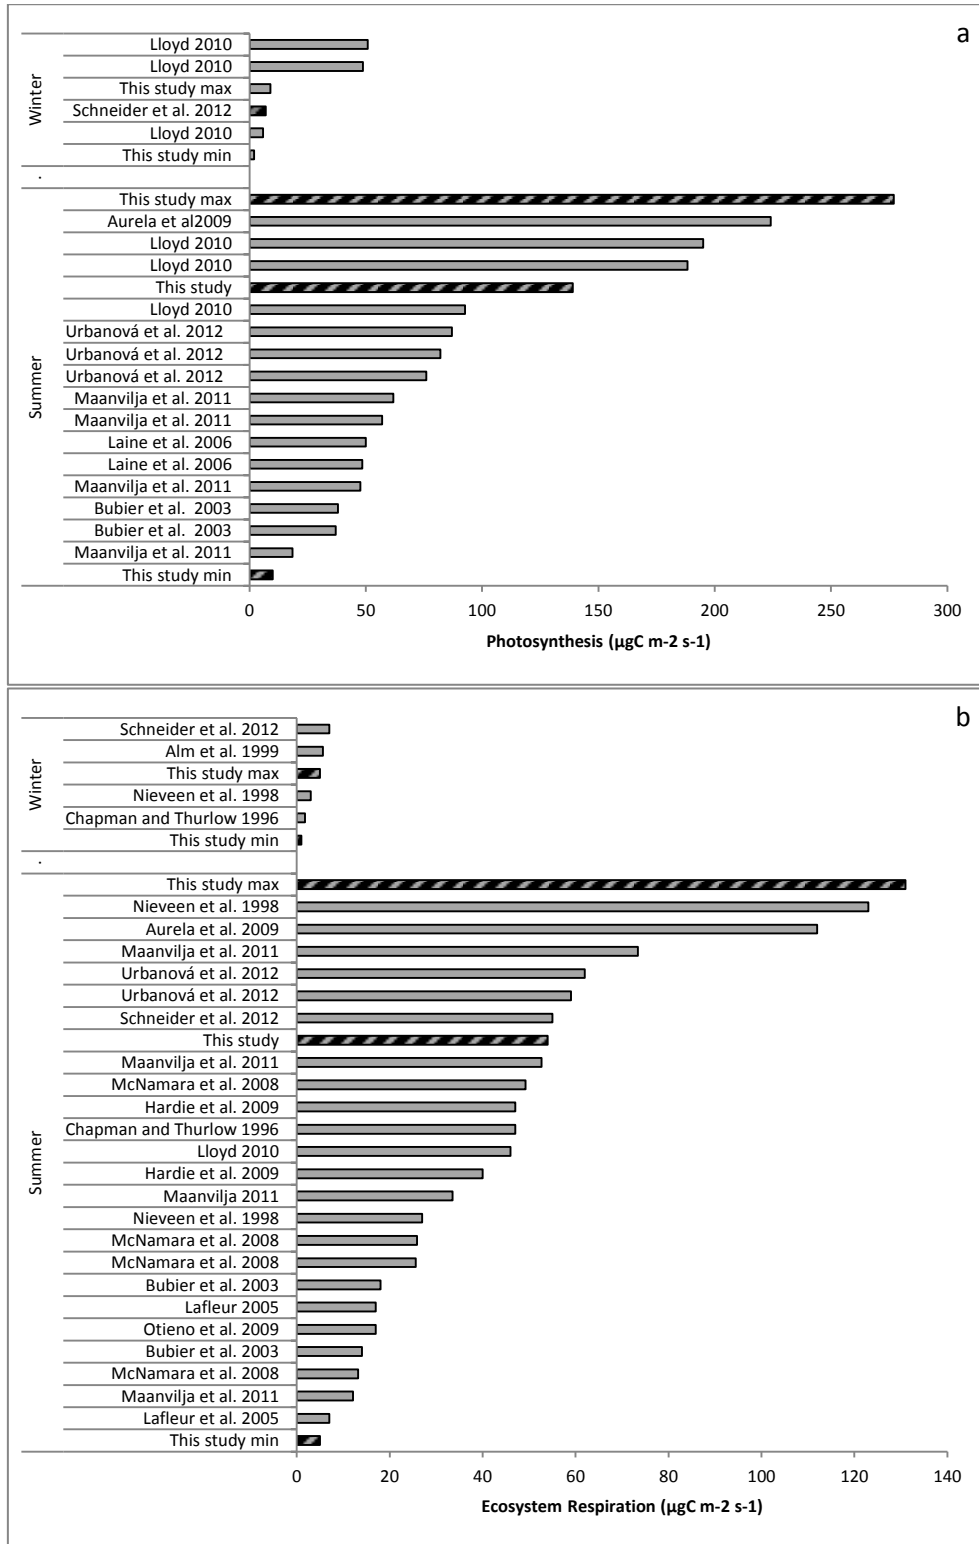 a
Winter
Lloyd 2010
Lloyd 2010
This study max
Schneider et al. 2012
Lloyd 2010
This study min
.
Summer
This study max
Aurela et al2009
Lloyd 2010
Lloyd 2010
This study
Lloyd 2010
Urbanová et al. 2012
Urbanová et al. 2012
Urbanová et al. 2012
Maanvilja et al. 2011
Maanvilja et al. 2011
Laine et al. 2006
Laine et al. 2006
Maanvilja et al. 2011
Bubier et al.  2003
Bubier et al.  2003
Maanvilja et al. 2011
This study min
0 50 100 150 200 250 300
Photosynthesis (µgC m-2 s-1)
b
Winter
Schneider et al. 2012
Alm et al. 1999
This study max
Nieveen et al. 1998
Chapman and Thurlow 1996
This study min
.
Summer
This study max
Nieveen et al. 1998
Aurela et al. 2009
Maanvilja et al. 2011
Urbanová et al. 2012
Urbanová et al. 2012
Schneider et al. 2012
This study
Maanvilja et al. 2011
McNamara et al. 2008
Hardie et al. 2009
Chapman and Thurlow 1996
Lloyd 2010
Hardie et al. 2009
Maanvilja 2011
Nieveen et al. 1998
McNamara et al. 2008
McNamara et al. 2008
Bubier et al. 2003
Lafleur 2005
Otieno et al. 2009
Bubier et al. 2003
McNamara et al. 2008
Maanvilja et al. 2011
Lafleur et al. 2005
This study min
0 20 40 60 80 100 120 140
Ecosystem Respiration (µgC m-2 s-1)